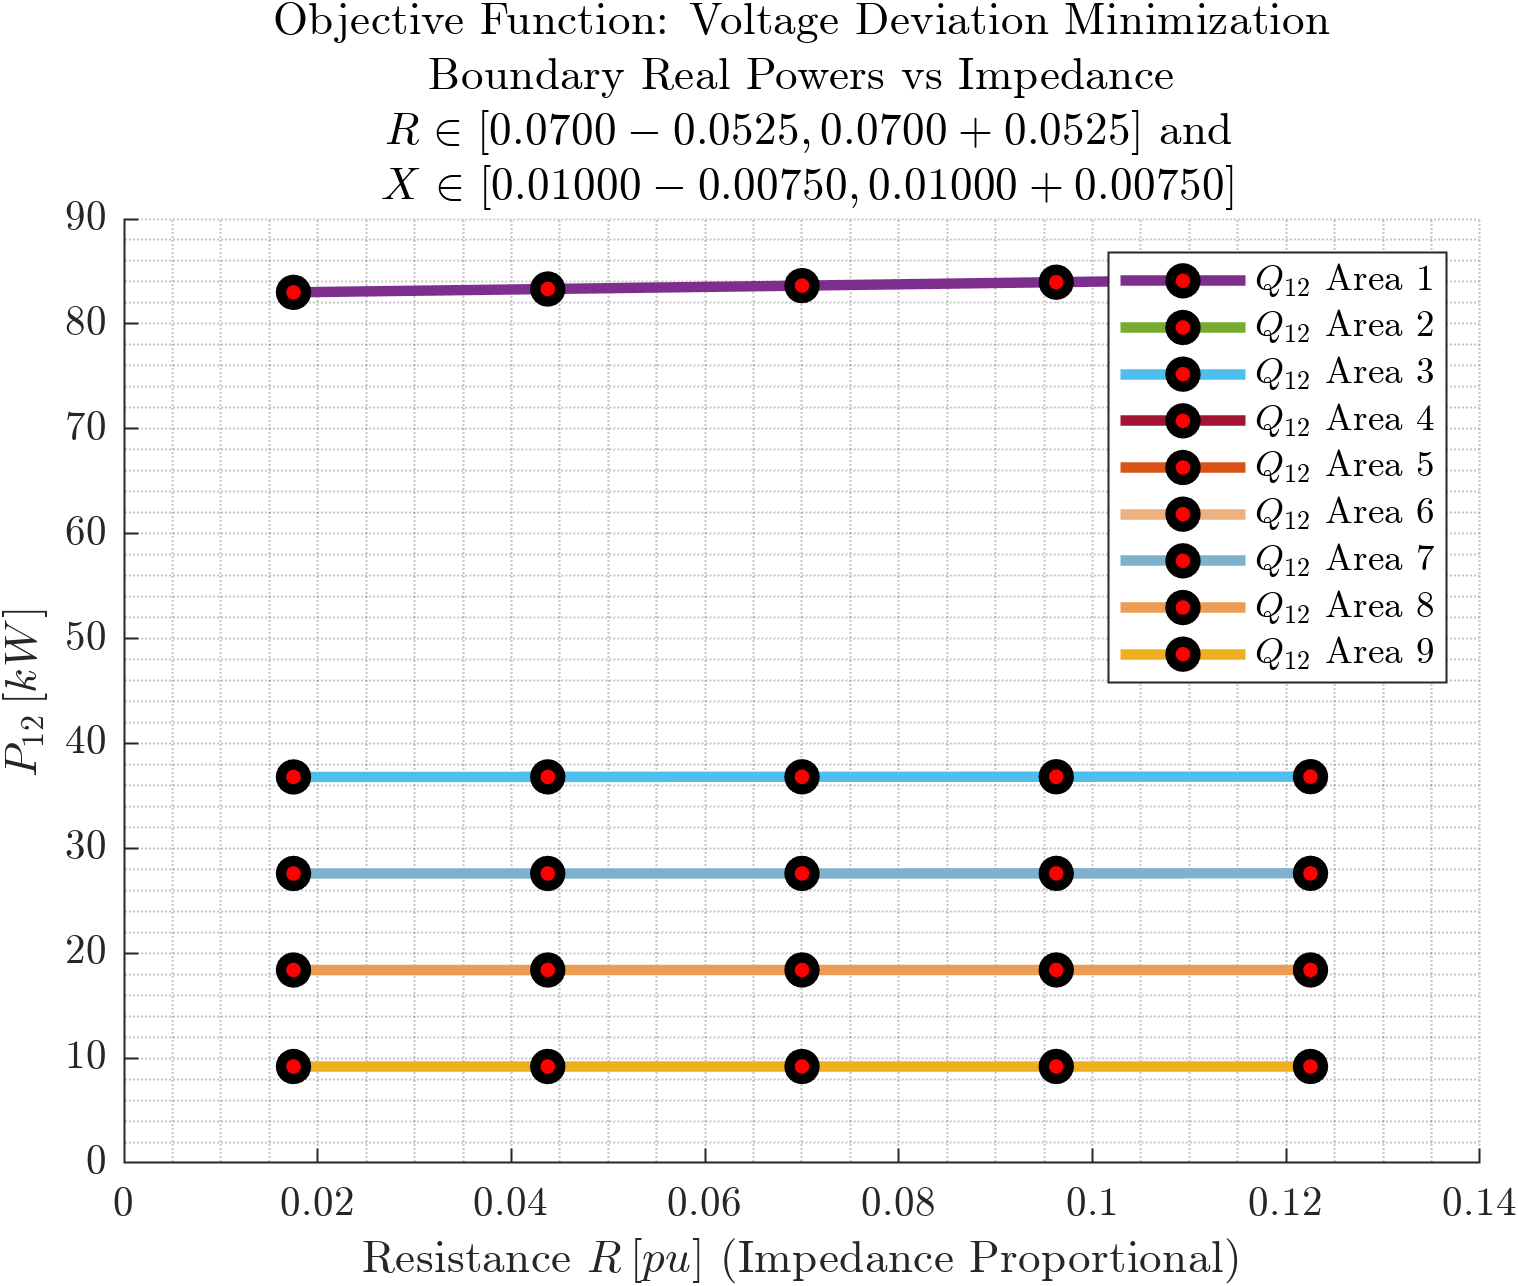 Objective Function: Voltage Deviation Minimization
Boundary Real Powers vs Impedance
R ∈ [0.0700 − 0.0525, 0.0700 + 0.0525] and
X ∈ [0.01000 − 0.00750, 0.01000 + 0.00750]
90
80
70
60
50
40
30
20
10
0
P₁₂ [kW]
Q₁₂ Area 1
Q₁₂ Area 2
Q₁₂ Area 3
Q₁₂ Area 4
Q₁₂ Area 5
Q₁₂ Area 6
Q₁₂ Area 7
Q₁₂ Area 8
Q₁₂ Area 9
0 0.02 0.04 0.06 0.08 0.1 0.12 0.14
Resistance R [pu] (Impedance Proportional)